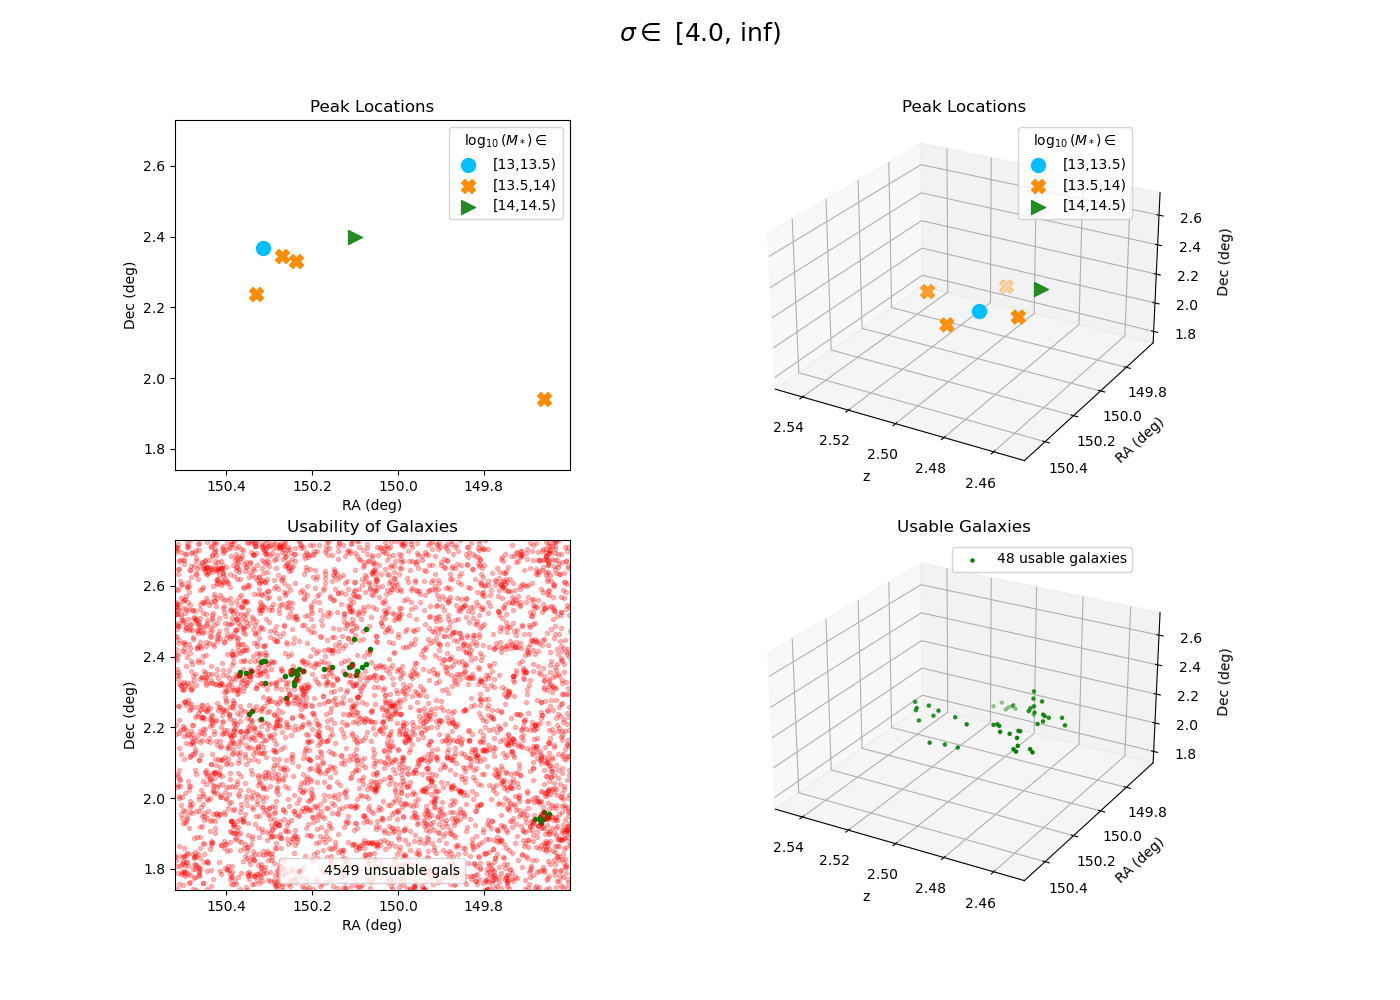 σ ∈ [4.0, inf)
Peak Locations
log₁₀(M*) ∈
[13,13.5)
[13.5,14)
[14,14.5)
2.6
2.4
2.2
2.0
1.8
Dec (deg)
150.4 150.2 150.0 149.8
RA (deg)
Peak Locations
log₁₀(M*) ∈
[13,13.5)
[13.5,14)
[14,14.5)
2.6
2.4
2.2
2.0
1.8
Dec (deg)
149.8
150.0
150.2
150.4
RA (deg)
2.54
2.52
2.50
2.48
2.46
z
Usability of Galaxies
2.6
2.4
2.2
2.0
1.8
Dec (deg)
4549 unsuable gals
150.4 150.2 150.0 149.8
RA (deg)
Usable Galaxies
48 usable galaxies
2.6
2.4
2.2
2.0
1.8
Dec (deg)
149.8
150.0
150.2
150.4
RA (deg)
2.54
2.52
2.50
2.48
2.46
z